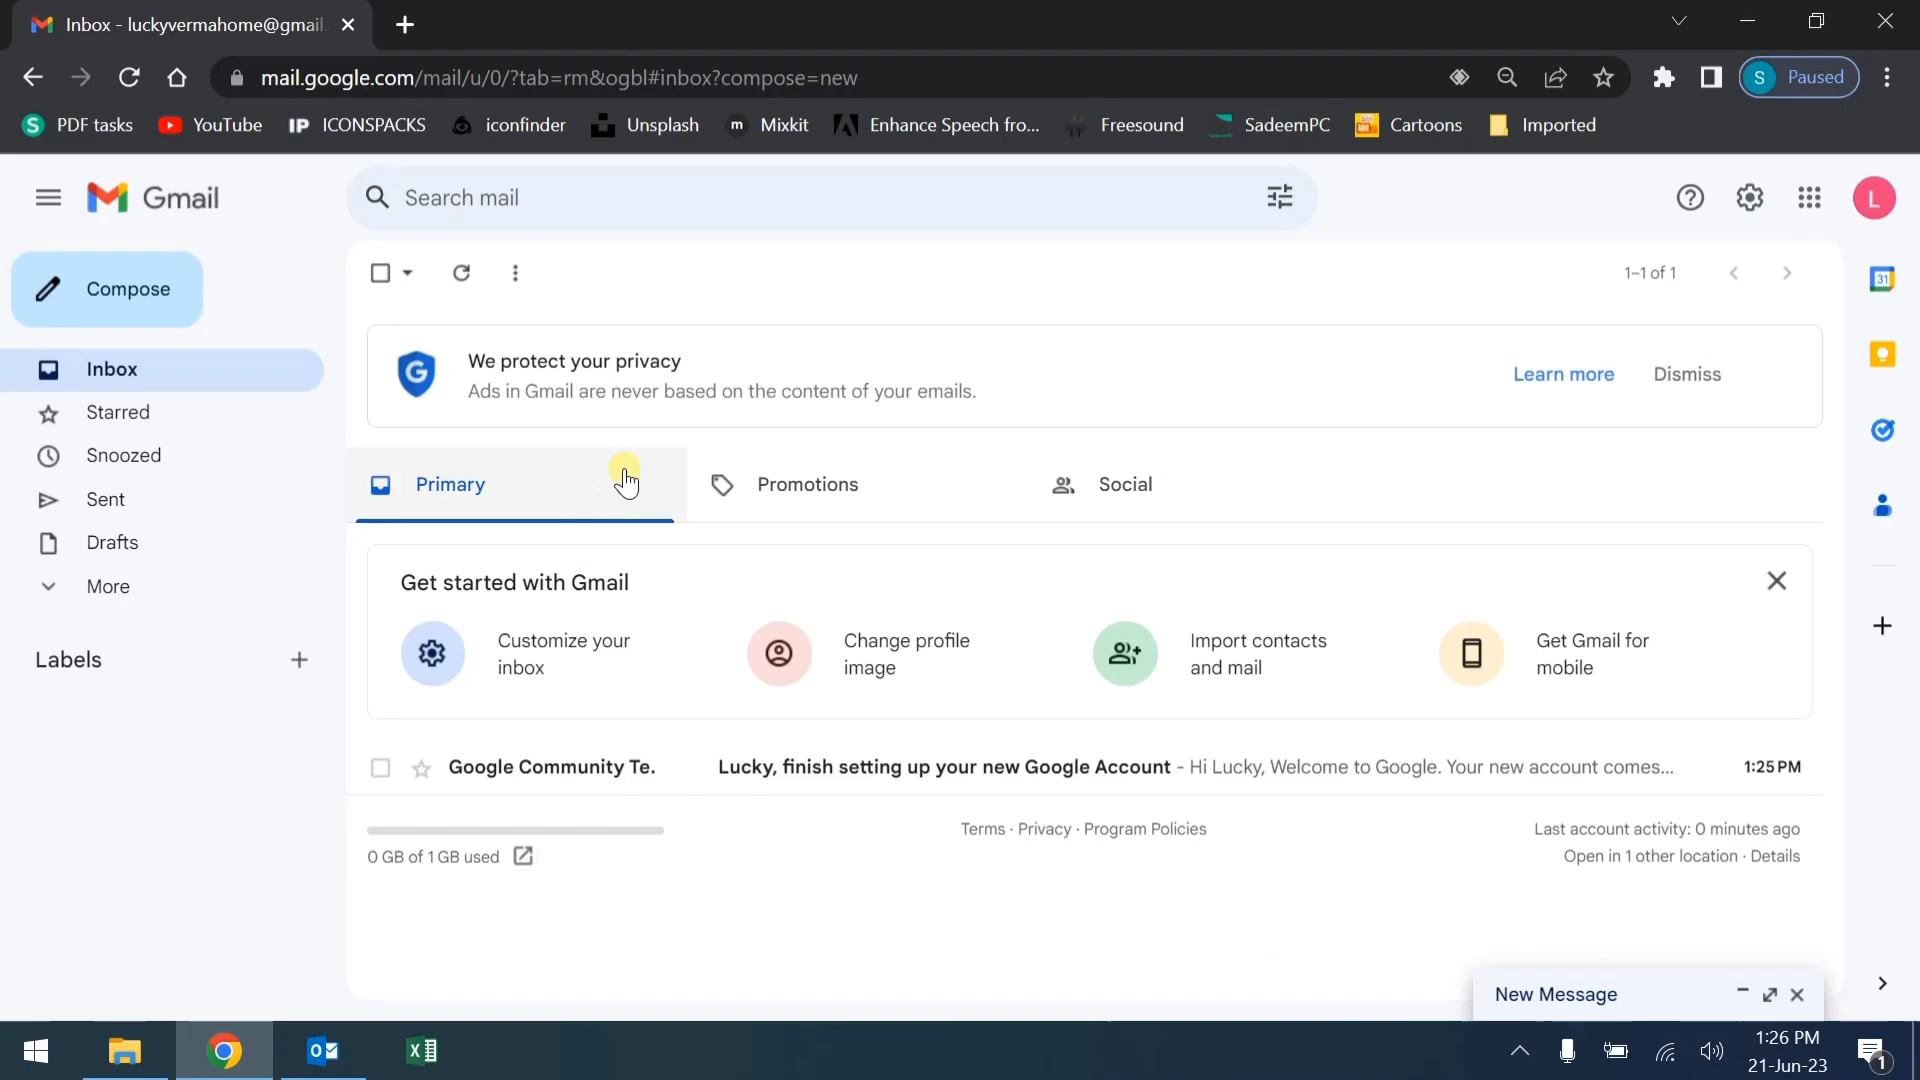 Inbox - luckyvermahome@gmail.
mail.google.com/mail/u/0/?tab=rm&ogbl#inbox?compose=new
S Paused
S PDF tasks YouTube IP ICONSPACKS iconfinder Unsplash m Mixkit Enhance Speech fro... Freesound SadeemPC Cartoons Imported
Gmail
Search mail
L
Compose
1–1 of 1
31
Inbox
Starred
Snoozed
Sent
Drafts
More
Labels
G
We protect your privacy
Ads in Gmail are never based on the content of your emails.
Learn more Dismiss
Primary Promotions Social
Get started with Gmail
Customize your
inbox
Change profile
image
Import contacts
and mail
Get Gmail for
mobile
Google Community Te. Lucky, finish setting up your new Google Account - Hi Lucky, Welcome to Google. Your new account comes... 1:25 PM
0 GB of 1 GB used
Terms · Privacy · Program Policies
Last account activity: 0 minutes ago
Open in 1 other location · Details
New Message
1:26 PM
21-Jun-23
1